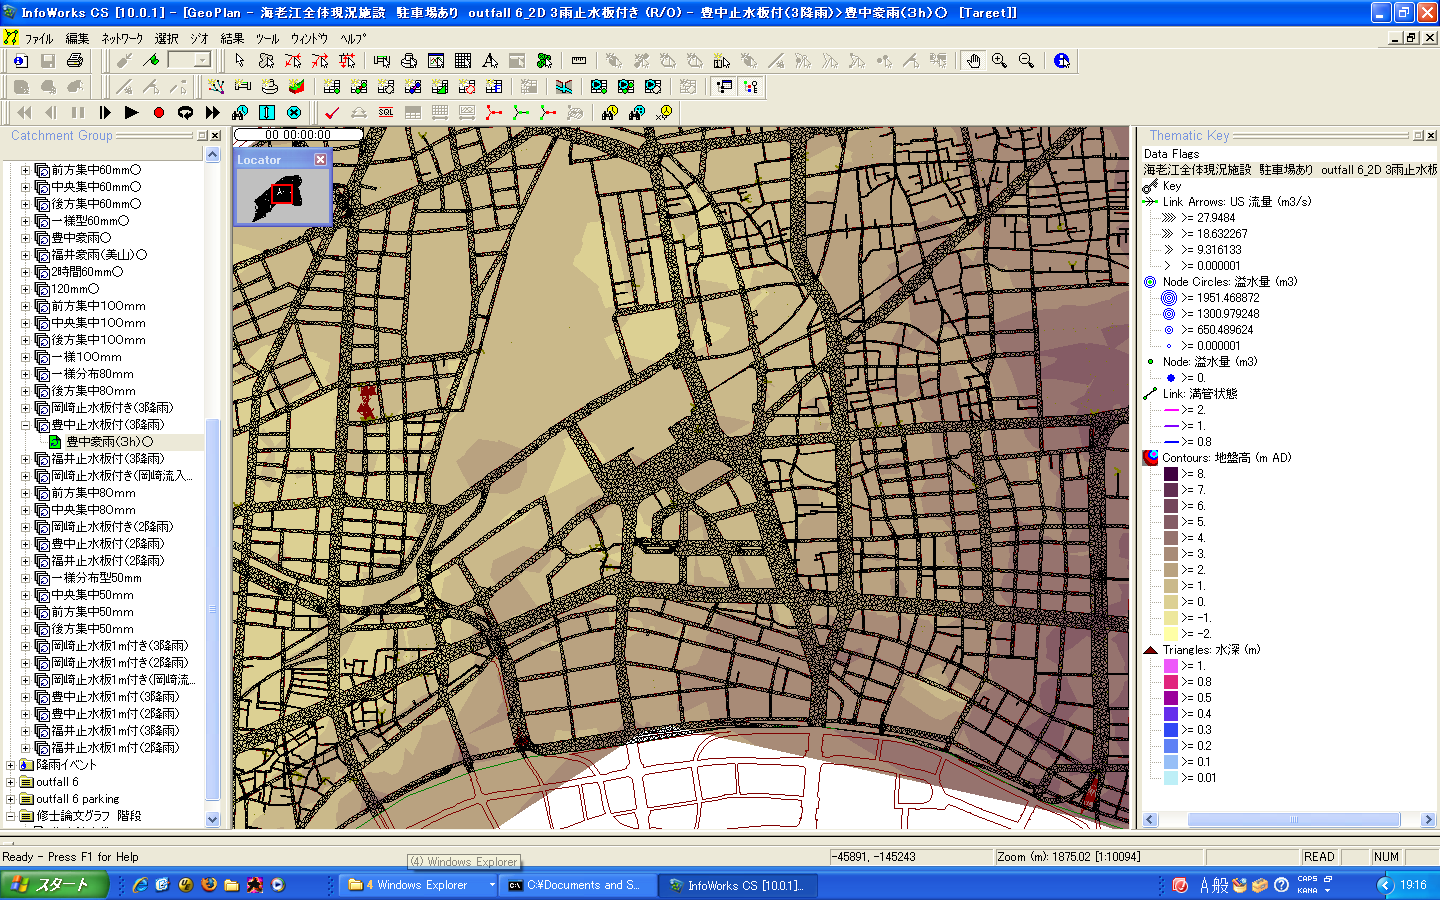 InfoWorks CS [10.0.1] - [GeoPlan - 海老江全体現況施設　駐車場あり　outfall 6_2D 3雨止水板付き (R/O) - 豊中止水板付(3降雨)>豊中豪雨(3h)〇　[Target]]
ファイル 編集 ネットワーク 選択 ジオ 結果 ツール ウィンドウ ヘルプ
SQL
Catchment Group
前方集中60mm〇
中央集中60mm〇
後方集中60mm〇
一様型60mm〇
豊中豪雨〇
福井豪雨(美山)〇
2時間60mm〇
120mm〇
前方集中100mm
中央集中100mm
後方集中100mm
一様100mm
一様分布80mm
後方集中80mm
岡崎止水板付き(3降雨)
豊中止水板付(3降雨)
豊中豪雨(3h)〇
福井止水板付(3降雨)
岡崎止水板付き(岡崎流入...
前方集中80mm
中央集中80mm
岡崎止水板付き(2降雨)
豊中止水板付(2降雨)
福井止水板付(2降雨)
一様分布型50mm
中央集中50mm
前方集中50mm
後方集中50mm
岡崎止水板1m付き(3降雨)
岡崎止水板1m付き(2降雨)
岡崎止水板1m付き(岡崎流...
豊中止水板1m付(3降雨)
豊中止水板1m付(2降雨)
福井止水板1m付(3降雨)
福井止水板1m付(2降雨)
降雨イベント
outfall 6
outfall 6 parking
修士論文グラフ　階段
00 00:00:00
Locator
Thematic Key
Data Flags
海老江全体現況施設　駐車場あり　outfall 6_2D 3雨止水板
Key
Link Arrows: US 流量 (m3/s)
>= 27.9484
>= 18.632267
>= 9.316133
>= 0.000001
Node Circles: 溢水量 (m3)
>= 1951.468872
>= 1300.979248
>= 650.489624
>= 0.000001
Node: 溢水量 (m3)
>= 0.
Link: 満管状態
>= 2.
>= 1.
>= 0.8
Contours: 地盤高 (m AD)
>= 8.
>= 7.
>= 6.
>= 5.
>= 4.
>= 3.
>= 2.
>= 1.
>= 0.
>= -1.
>= -2.
Triangles: 水深 (m)
>= 1.
>= 0.8
>= 0.5
>= 0.4
>= 0.3
>= 0.2
>= 0.1
>= 0.01
Ready - Press F1 for Help
(4) Windows Explorer
-45891, -145243
Zoom (m): 1875.02 [1:10094]
READ
NUM
スタート
4 Windows Explorer
C:¥Documents and S...
InfoWorks CS [10.0.1]...
A 般
CAPS
KANA
19:16